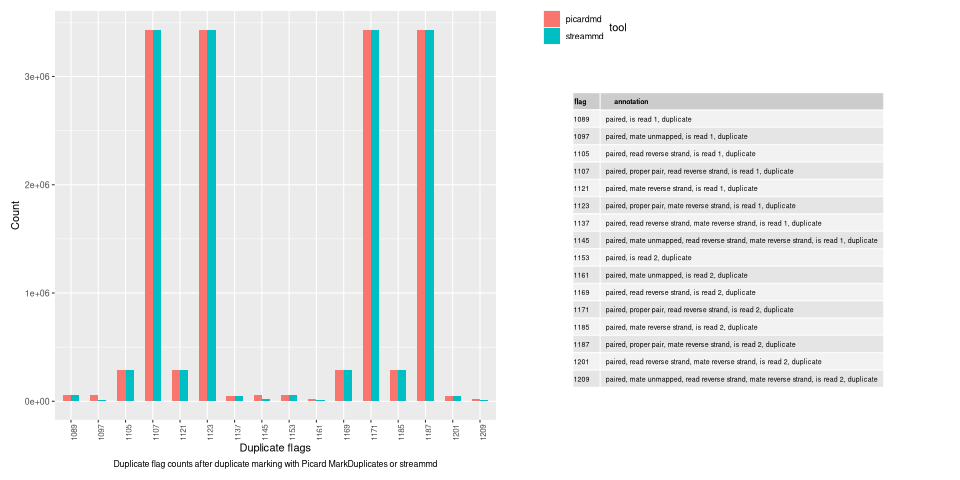 3e+06
2e+06
1e+06
0e+00
Count
1089 1097 1105 1107 1121 1123 1137 1145 1153 1161 1169 1171 1185 1187 1201 1209
Duplicate flags
Duplicate flag counts after duplicate marking with Picard MarkDuplicates or streammd
picardmd
streammd
tool
flag annotation
1089 paired, is read 1, duplicate
1097 paired, mate unmapped, is read 1, duplicate
1105 paired, read reverse strand, is read 1, duplicate
1107 paired, proper pair, read reverse strand, is read 1, duplicate
1121 paired, mate reverse strand, is read 1, duplicate
1123 paired, proper pair, mate reverse strand, is read 1, duplicate
1137 paired, read reverse strand, mate reverse strand, is read 1, duplicate
1145 paired, mate unmapped, read reverse strand, mate reverse strand, is read 1, duplicate
1153 paired, is read 2, duplicate
1161 paired, mate unmapped, is read 2, duplicate
1169 paired, read reverse strand, is read 2, duplicate
1171 paired, proper pair, read reverse strand, is read 2, duplicate
1185 paired, mate reverse strand, is read 2, duplicate
1187 paired, proper pair, mate reverse strand, is read 2, duplicate
1201 paired, read reverse strand, mate reverse strand, is read 2, duplicate
1209 paired, mate unmapped, read reverse strand, mate reverse strand, is read 2, duplicate